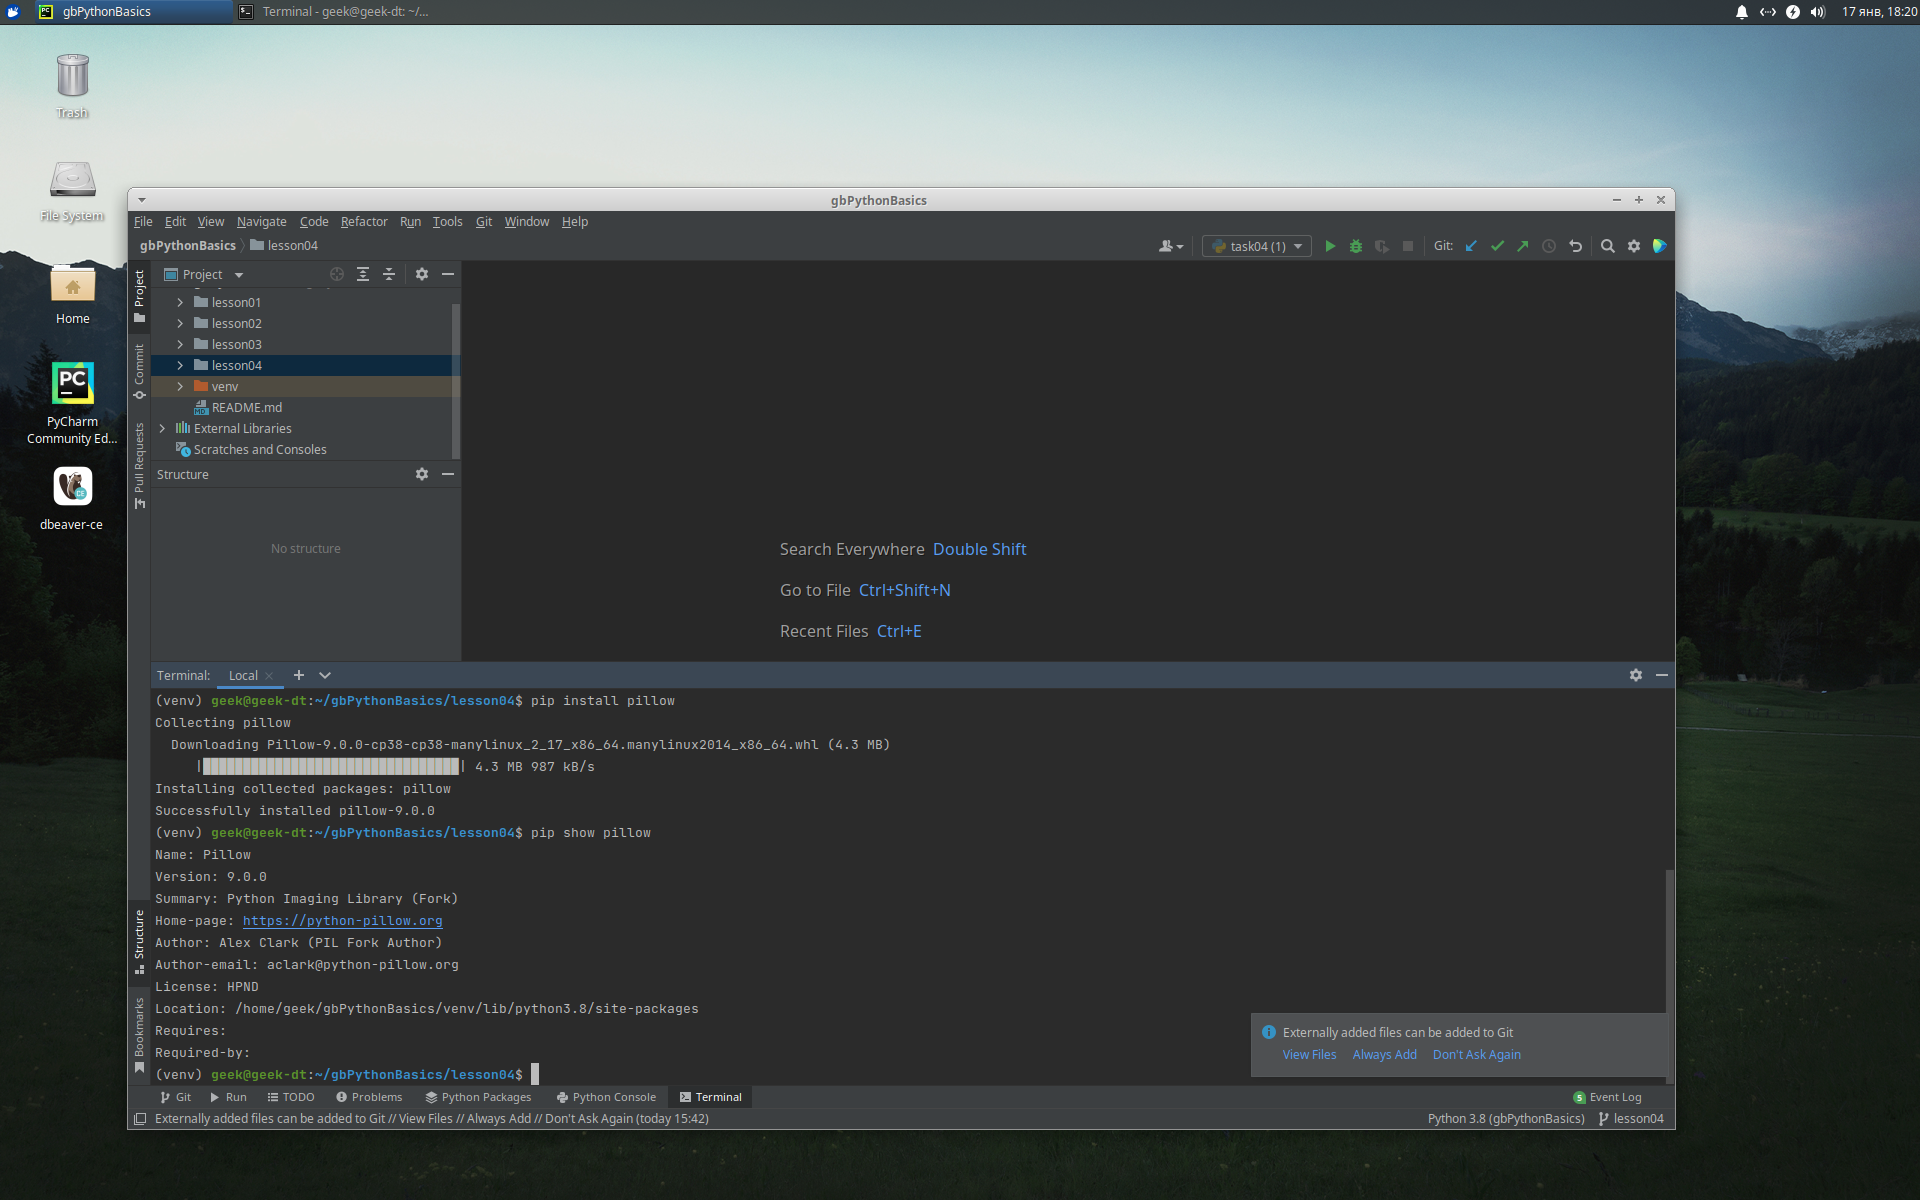 gbPythonBasics
Terminal - geek@geek-dt: ~/...
17 янв, 18:20
Trash
File System
Home
PyCharm
Community Ed...
dbeaver-ce
gbPythonBasics
File Edit View Navigate Code Refactor Run Tools Git Window Help
gbPythonBasics lesson04
task04 (1)
Git:
Project
Project
lesson01
lesson02
lesson03
lesson04
venv
README.md
External Libraries
Scratches and Consoles
Commit
Pull Requests
Structure
No structure
Search Everywhere Double Shift
Go to File Ctrl+Shift+N
Recent Files Ctrl+E
Terminal: Local
(venv) geek@geek-dt:~/gbPythonBasics/lesson04$ pip install pillow
Collecting pillow
Downloading Pillow-9.0.0-cp38-cp38-manylinux_2_17_x86_64.manylinux2014_x86_64.whl (4.3 MB)
|████████████████████████████████| 4.3 MB 987 kB/s
Installing collected packages: pillow
Successfully installed pillow-9.0.0
(venv) geek@geek-dt:~/gbPythonBasics/lesson04$ pip show pillow
Name: Pillow
Version: 9.0.0
Summary: Python Imaging Library (Fork)
Home-page: https://python-pillow.org
Author: Alex Clark (PIL Fork Author)
Author-email: aclark@python-pillow.org
License: HPND
Location: /home/geek/gbPythonBasics/venv/lib/python3.8/site-packages
Requires:
Required-by:
(venv) geek@geek-dt:~/gbPythonBasics/lesson04$
Structure
Bookmarks
Externally added files can be added to Git
View Files Always Add Don't Ask Again
Git Run TODO Problems Python Packages Python Console Terminal
5 Event Log
Externally added files can be added to Git // View Files // Always Add // Don't Ask Again (today 15:42)
Python 3.8 (gbPythonBasics) lesson04